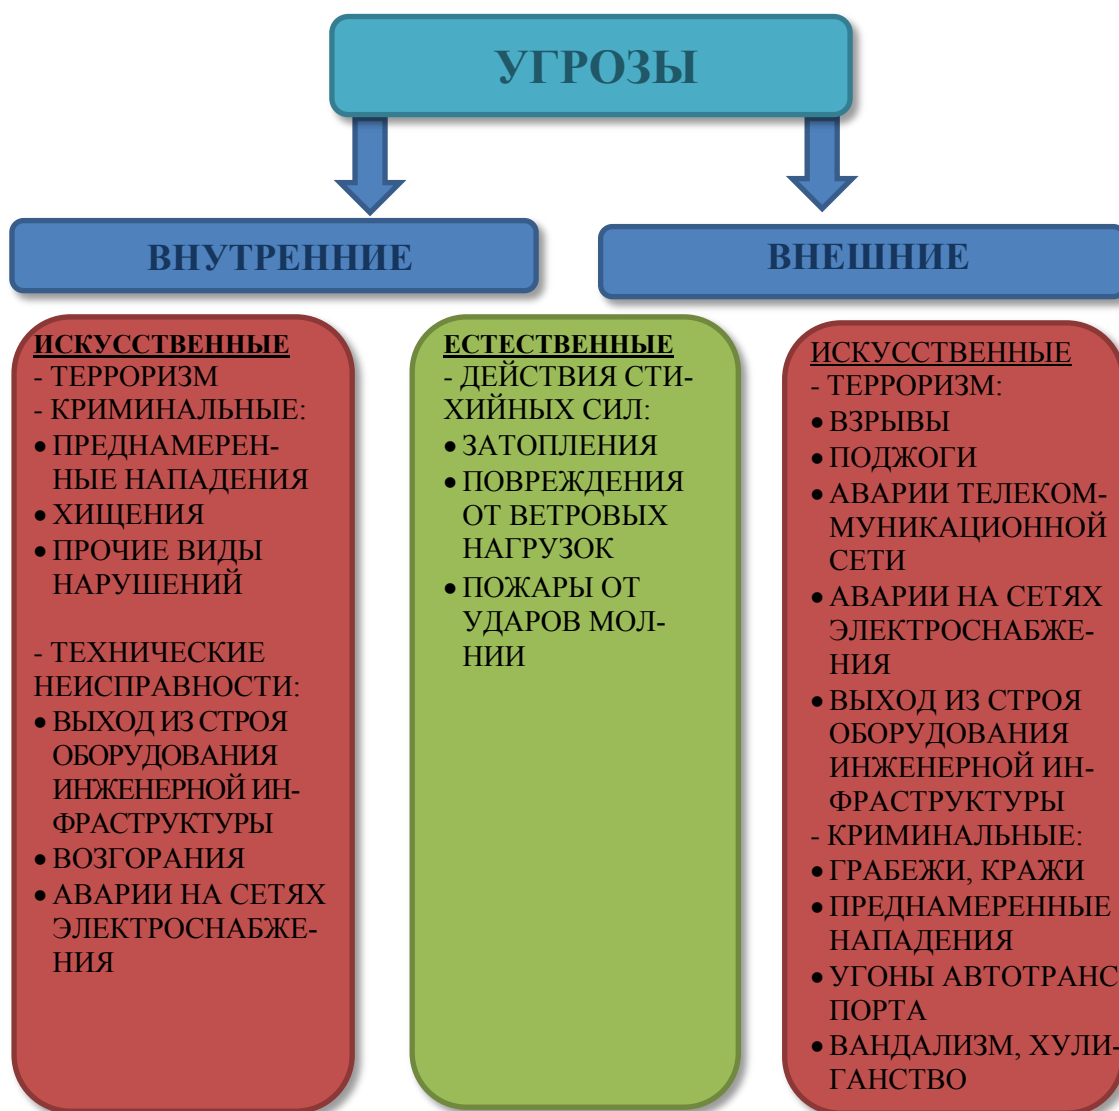 УГРОЗЫ
ВНУТРЕННИЕ
ВНЕШНИЕ
ИСКУССТВЕННЫЕ
- ТЕРРОРИЗМ
- КРИМИНАЛЬНЫЕ:
• ПРЕДНАМЕРЕН-
НЫЕ НАПАДЕНИЯ
• ХИЩЕНИЯ
• ПРОЧИЕ ВИДЫ
НАРУШЕНИЙ
- ТЕХНИЧЕСКИЕ
НЕИСПРАВНОСТИ:
• ВЫХОД ИЗ СТРОЯ
ОБОРУДОВАНИЯ
ИНЖЕНЕРНОЙ ИН-
ФРАСТРУКТУРЫ
• ВОЗГОРАНИЯ
• АВАРИИ НА СЕТЯХ
ЭЛЕКТРОСНАБЖЕ-
НИЯ
ЕСТЕСТВЕННЫЕ
- ДЕЙСТВИЯ СТИ-
ХИЙНЫХ СИЛ:
• ЗАТОПЛЕНИЯ
• ПОВРЕЖДЕНИЯ
ОТ ВЕТРОВЫХ
НАГРУЗОК
• ПОЖАРЫ ОТ
УДАРОВ МОЛ-
НИИ
ИСКУССТВЕННЫЕ
- ТЕРРОРИЗМ:
• ВЗРЫВЫ
• ПОДЖОГИ
• АВАРИИ ТЕЛЕКОМ-
МУНИКАЦИОННОЙ
СЕТИ
• АВАРИИ НА СЕТЯХ
ЭЛЕКТРОСНАБЖЕ-
НИЯ
• ВЫХОД ИЗ СТРОЯ
ОБОРУДОВАНИЯ
ИНЖЕНЕРНОЙ ИН-
ФРАСТРУКТУРЫ
- КРИМИНАЛЬНЫЕ:
• ГРАБЕЖИ, КРАЖИ
• ПРЕДНАМЕРЕННЫЕ
НАПАДЕНИЯ
• УГОНЫ АВТОТРАНС
ПОРТА
• ВАНДАЛИЗМ, ХУЛИ-
ГАНСТВО